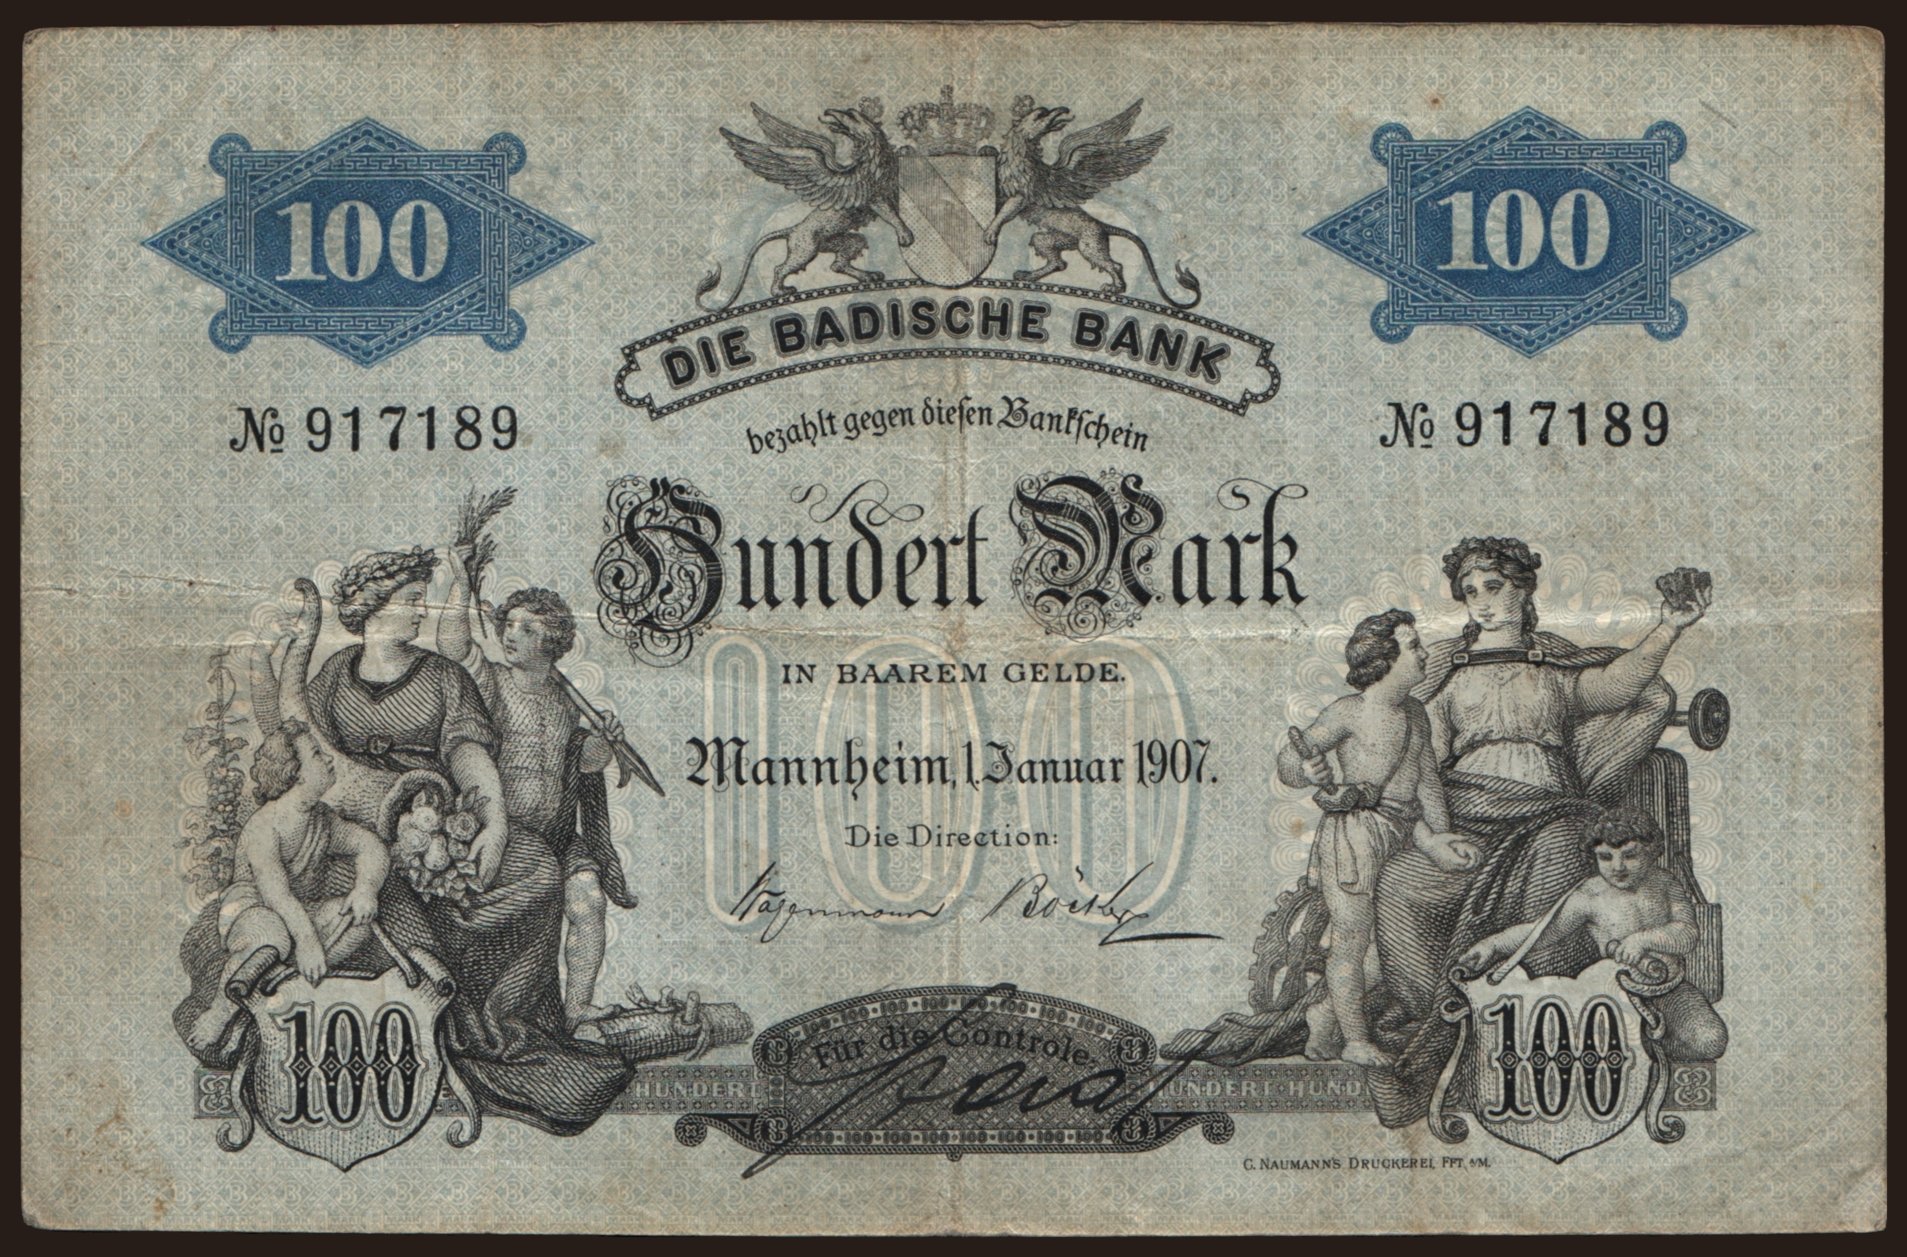 100 100
DIE BADISCHE BANK
№ 917189 № 917189
bezahlt gegen diesen Bankschein
Hundert Mark
100
IN BAAREM GELDE.
Mannheim, 1. Januar 1907.
Die Direction:
100 100
Für die Controle.
HUNDERT HUNDERT HUND
C. NAUMANN'S DRUCKEREI, FFT. A/M.